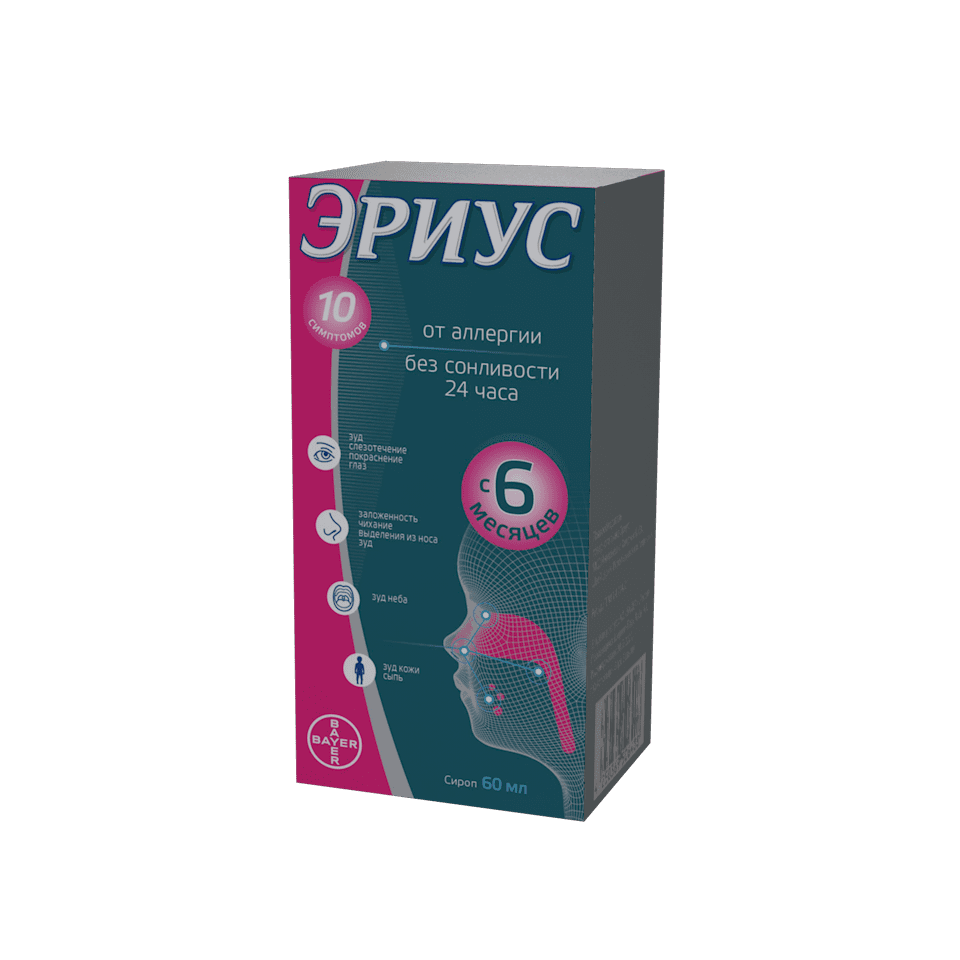 ЭРИУС
10
СИМПТОМОВ
от аллергии
без сонливости
24 часа
зуд
слезотечение
покраснение
глаз
с 6
месяцев
заложенность
чихание
выделения из носа
зуд
зуд неба
зуд кожи
сыпь
BAYER
BAYER
Сироп 60 мл